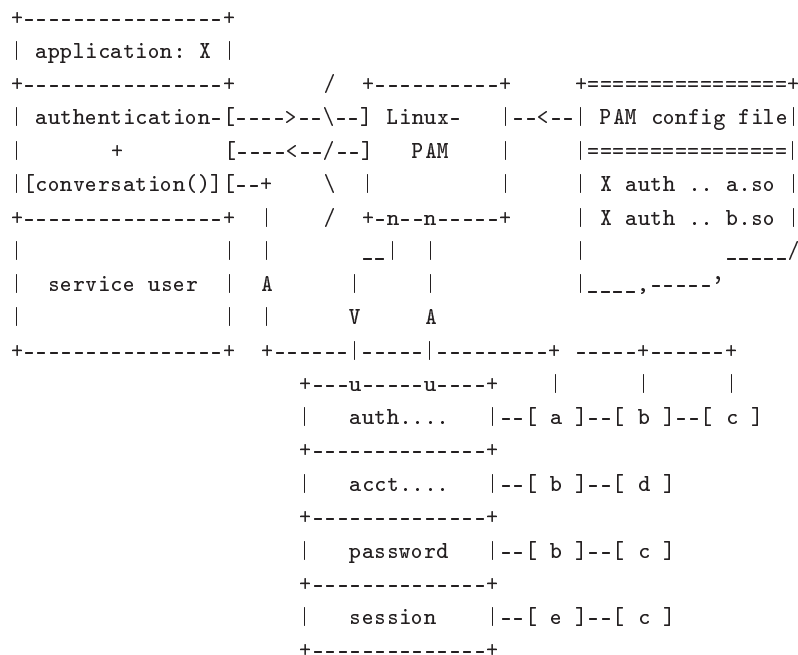 +----------------+
| application: X |
+----------------+       /  +----------+     +================+
| authentication-[---->--\--] Linux-   |--<--| PAM config file|
|       +        [----<--/--]   PAM    |     |================|
|[conversation()][--+    \  |          |     | X auth .. a.so |
+----------------+  |    /  +-n--n-----+     | X auth .. b.so |
|                |  |       __|  |           |           _____/
|  service user  |  A      |     |           |____,-----'
|                |  |      V     A
+----------------+  +------|-----|---------+ -----+------+
                       +---u-----u----+    |      |      |
                       |   auth....   |--[ a ]--[ b ]--[ c ]
                       +--------------+
                       |   acct....   |--[ b ]--[ d ]
                       +--------------+
                       |   password   |--[ b ]--[ c ]
                       +--------------+
                       |   session    |--[ e ]--[ c ]
                       +--------------+